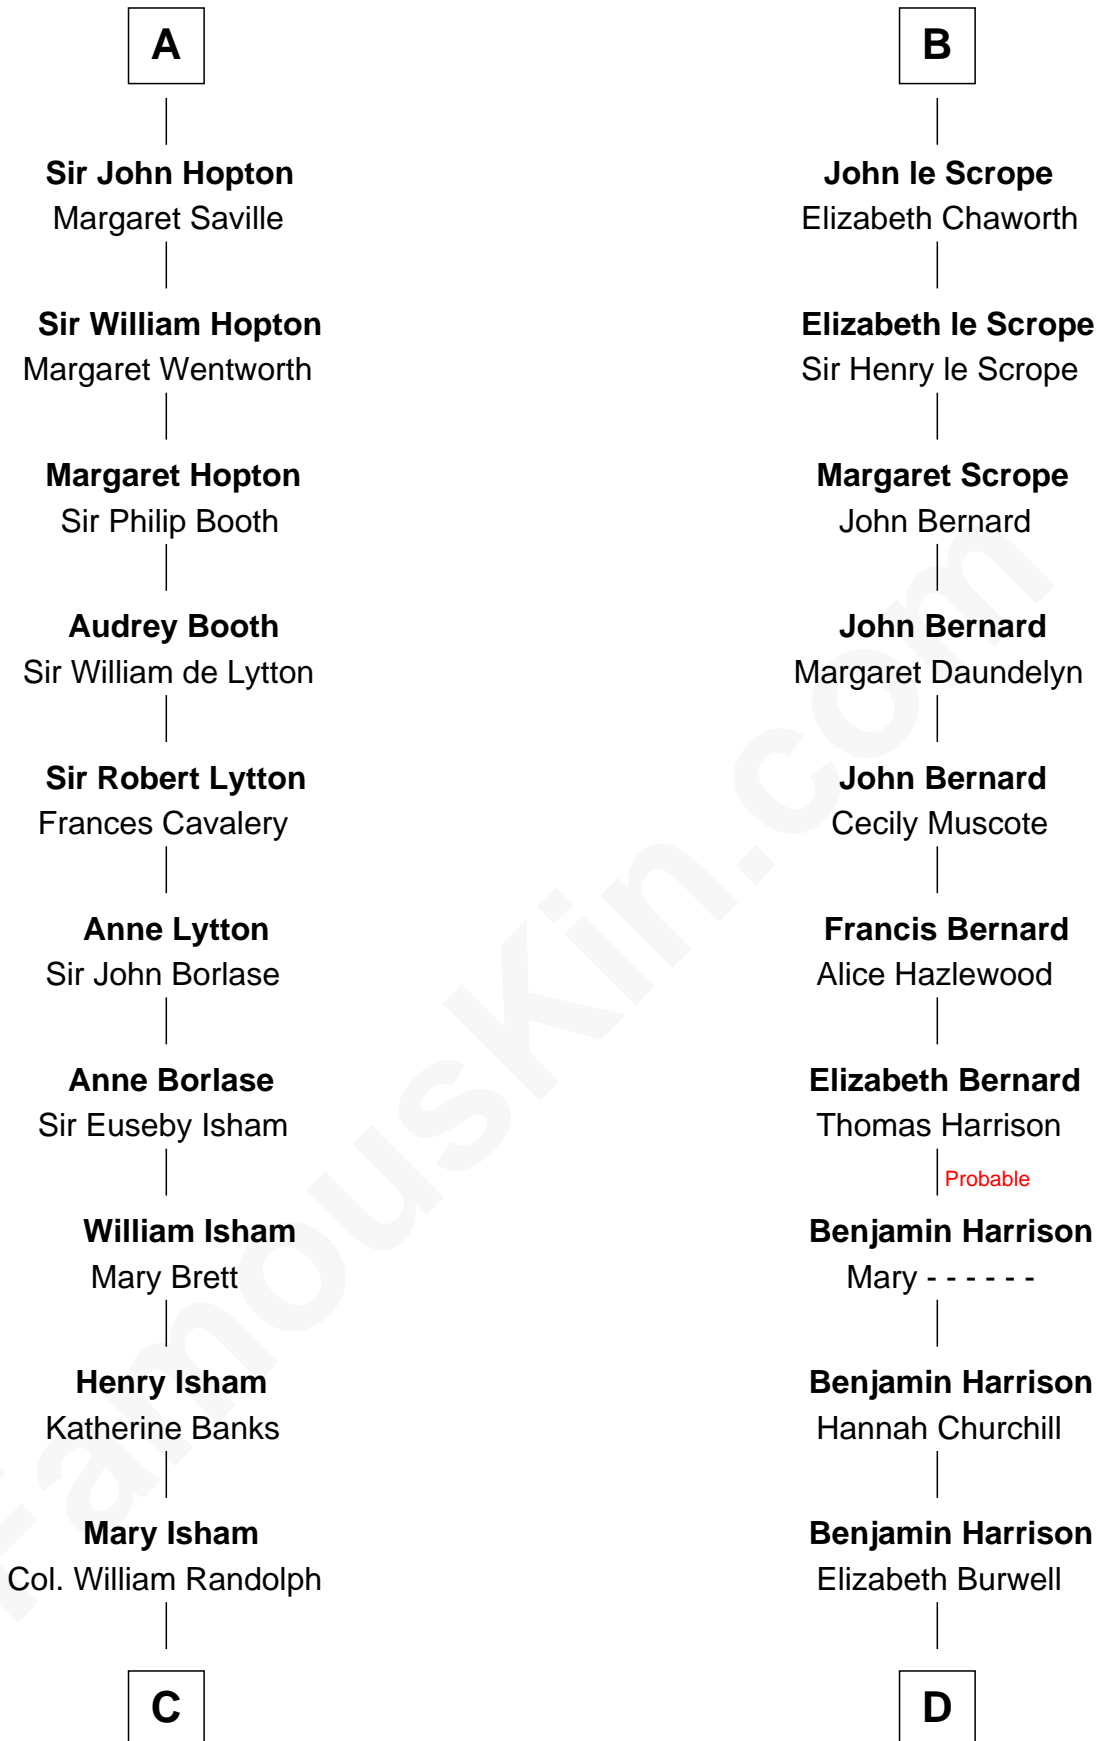 A
Sir John Hopton
Margaret Saville
Sir William Hopton
Margaret Wentworth
Margaret Hopton
Sir Philip Booth
Audrey Booth
Sir William de Lytton
Sir Robert Lytton
Frances Cavalery
Anne Lytton
Sir John Borlase
Anne Borlase
Sir Euseby Isham
William Isham
Mary Brett
Henry Isham
Katherine Banks
Mary Isham
Col. William Randolph
C
B
John le Scrope
Elizabeth Chaworth
Elizabeth le Scrope
Sir Henry le Scrope
Margaret Scrope
John Bernard
John Bernard
Margaret Daundelyn
John Bernard
Cecily Muscote
Francis Bernard
Alice Hazlewood
Elizabeth Bernard
Thomas Harrison
Probable
Benjamin Harrison
Mary - - - - - -
Benjamin Harrison
Hannah Churchill
Benjamin Harrison
Elizabeth Burwell
D
FamousKin.com